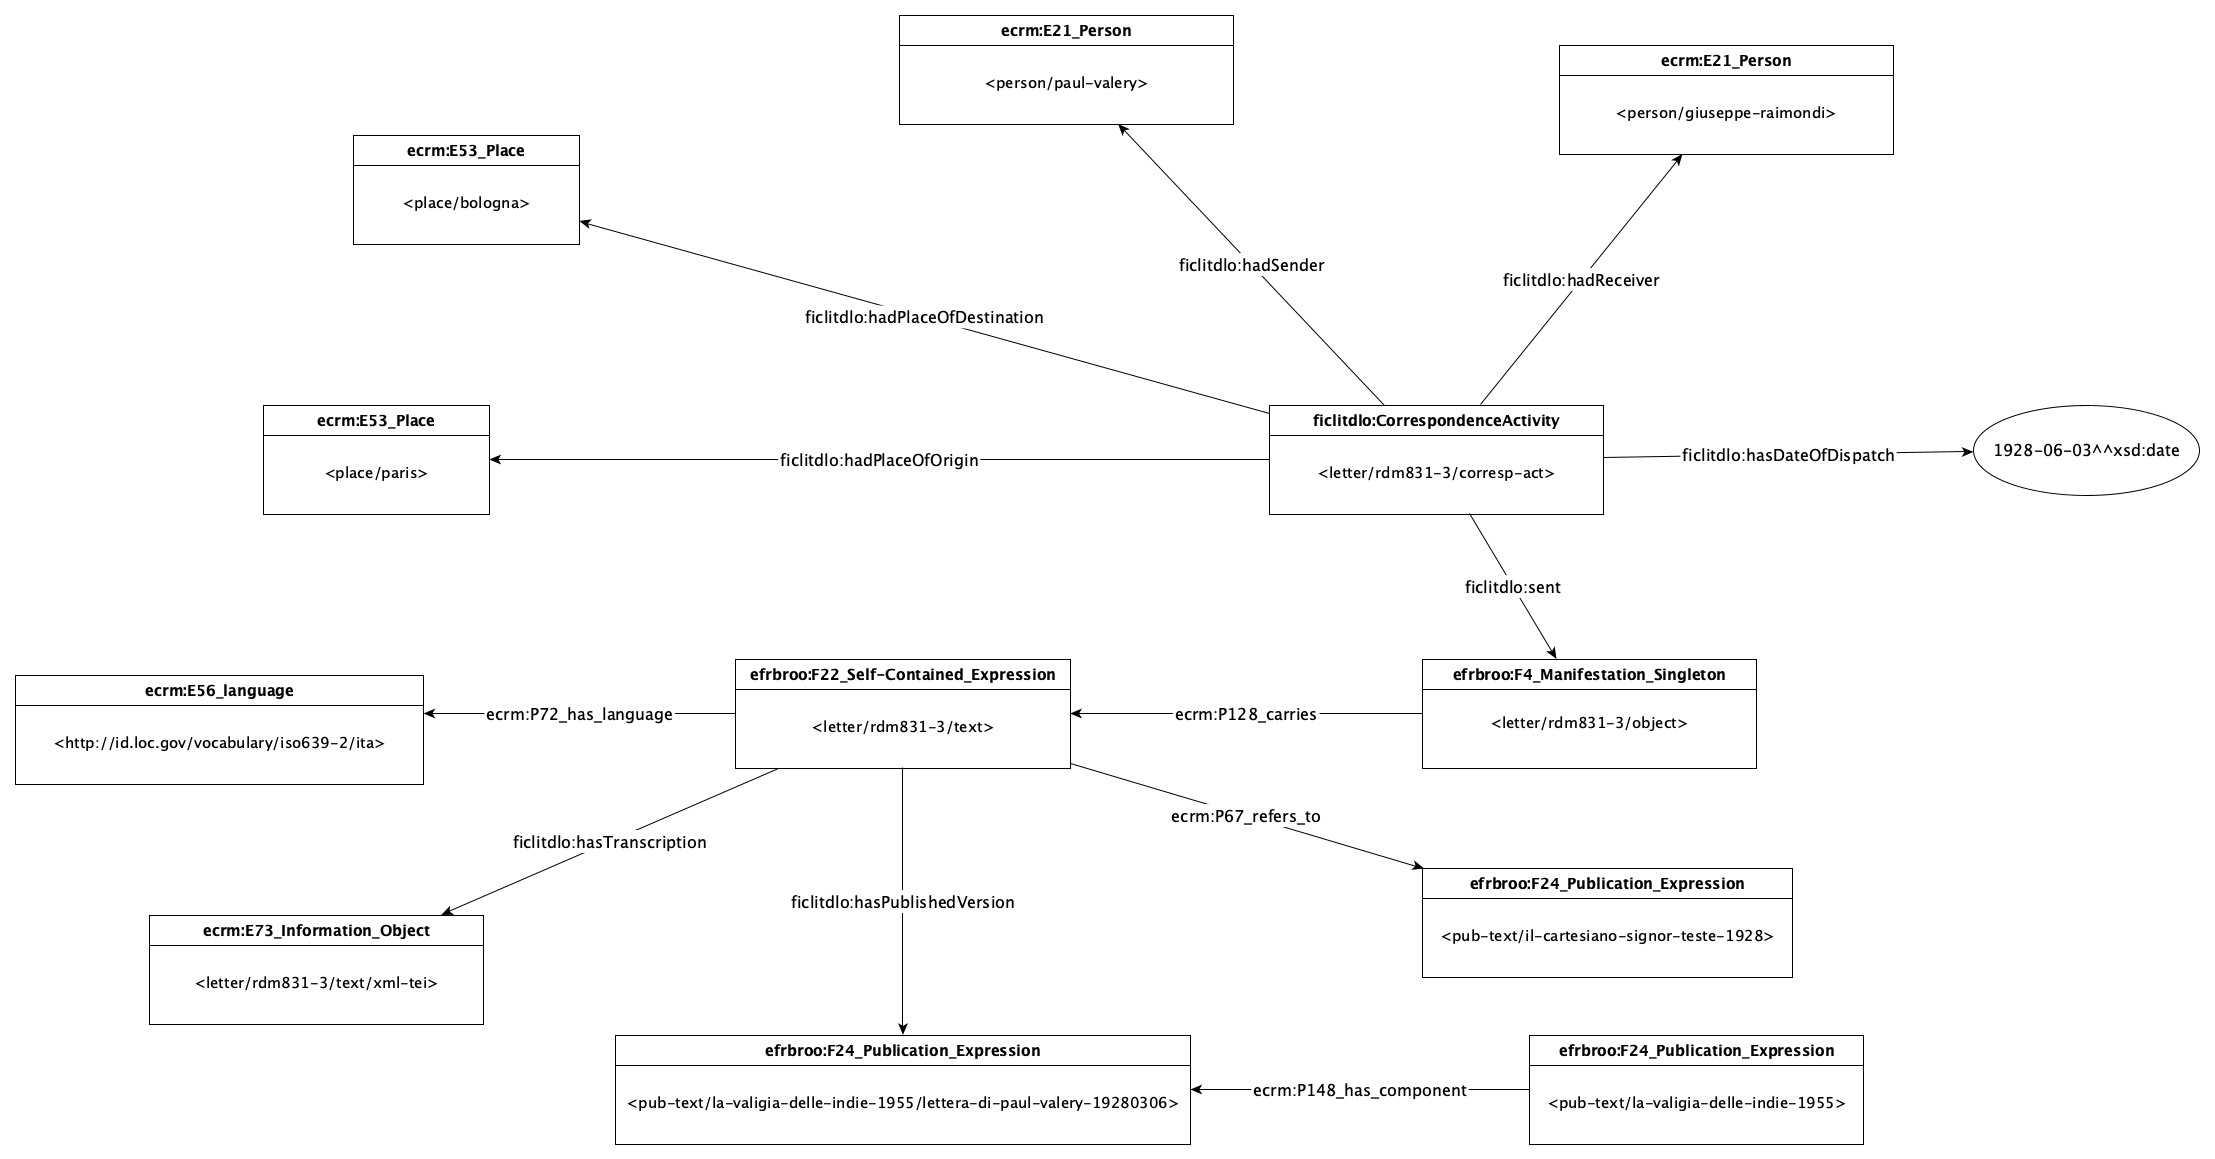 ecrm:E21_Person
<person/paul-valery>
ecrm:E21_Person
<person/giuseppe-raimondi>
ecrm:E53_Place
<place/bologna>
ficlitdlo:hadSender
ficlitdlo:hadReceiver
ficlitdlo:hadPlaceOfDestination
ecrm:E53_Place
<place/paris>
ficlitdlo:hadPlaceOfOrigin
ficlitdlo:CorrespondenceActivity
<letter/rdm831-3/corresp-act>
ficlitdlo:hasDateOfDispatch
1928-06-03^^xsd:date
ficlitdlo:sent
ecrm:E56_language
<http://id.loc.gov/vocabulary/iso639-2/ita>
ecrm:P72_has_language
efrbroo:F22_Self-Contained_Expression
<letter/rdm831-3/text>
ecrm:P128_carries
efrbroo:F4_Manifestation_Singleton
<letter/rdm831-3/object>
ecrm:P67_refers_to
ficlitdlo:hasTranscription
ficlitdlo:hasPublishedVersion
efrbroo:F24_Publication_Expression
<pub-text/il-cartesiano-signor-teste-1928>
ecrm:E73_Information_Object
<letter/rdm831-3/text/xml-tei>
efrbroo:F24_Publication_Expression
<pub-text/la-valigia-delle-indie-1955/lettera-di-paul-valery-19280306>
ecrm:P148_has_component
efrbroo:F24_Publication_Expression
<pub-text/la-valigia-delle-indie-1955>